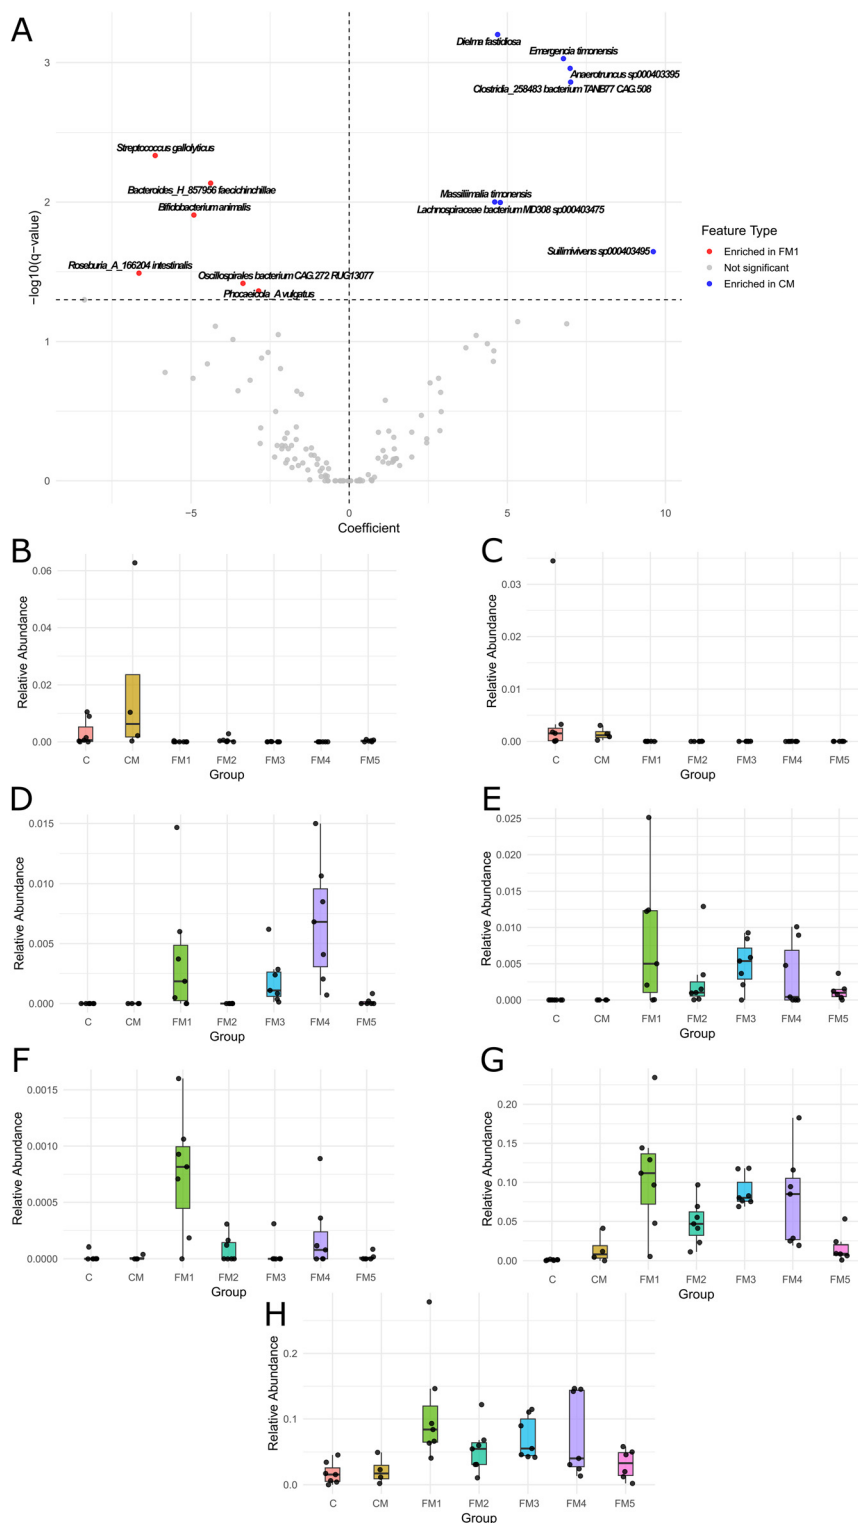 A
Dielma fastidiosa
Emergencia timonensis
3
Anaerotruncus sp000403395
Clostridia_258483 bacterium TANB77 CAG.508
Streptococcus gallolyticus
Bacteroides_H_857956 faecichinchillae
Massiliimalia timonensis
2
Bifidobacterium animalis
Lachnospiraceae bacterium MD308 sp000403475
−log10(q−value)
Suilimivivens sp000403495
Roseburia_A_166204 intestinalis
Oscillospirales bacterium CAG.272 RUG13077
Phocaeicola_A vulgatus
1
0
−5 0 5 10
Coefficient
Feature Type
Enriched in FM1
Not significant
Enriched in CM
B
Relative Abundance
0.06
0.04
0.02
0.00
C CM FM1 FM2 FM3 FM4 FM5
Group
C
Relative Abundance
0.03
0.02
0.01
0.00
C CM FM1 FM2 FM3 FM4 FM5
Group
D
Relative Abundance
0.015
0.010
0.005
0.000
C CM FM1 FM2 FM3 FM4 FM5
Group
E
Relative Abundance
0.025
0.020
0.015
0.010
0.005
0.000
C CM FM1 FM2 FM3 FM4 FM5
Group
F
Relative Abundance
0.0015
0.0010
0.0005
0.0000
C CM FM1 FM2 FM3 FM4 FM5
Group
G
Relative Abundance
0.20
0.15
0.10
0.05
0.00
C CM FM1 FM2 FM3 FM4 FM5
Group
H
Relative Abundance
0.2
0.1
0.0
C CM FM1 FM2 FM3 FM4 FM5
Group